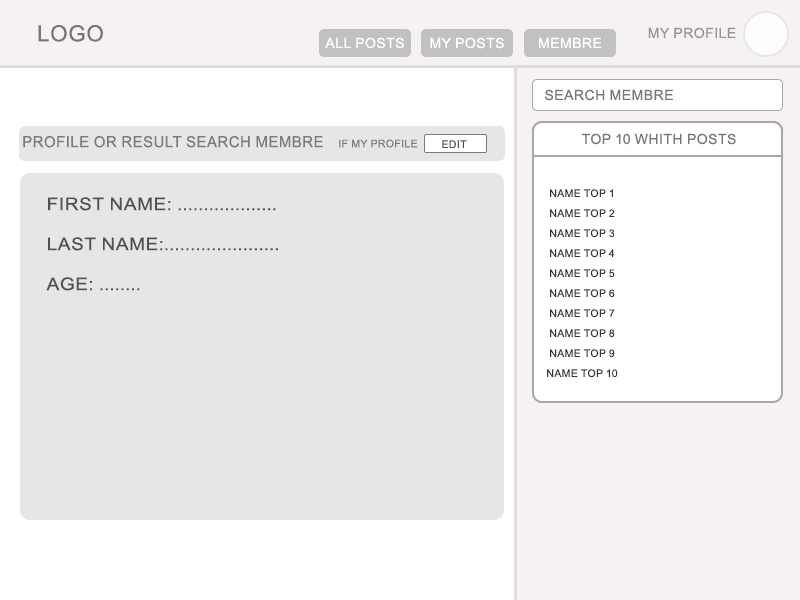 LOGO
ALL POSTS
MY POSTS
MEMBRE
MY PROFILE
PROFILE OR RESULT SEARCH MEMBRE
IF MY PROFILE
EDIT
FIRST NAME: ...................
LAST NAME:......................
AGE: ........
SEARCH MEMBRE
TOP 10 WHITH POSTS
NAME TOP 1
NAME TOP 2
NAME TOP 3
NAME TOP 4
NAME TOP 5
NAME TOP 6
NAME TOP 7
NAME TOP 8
NAME TOP 9
NAME TOP 10